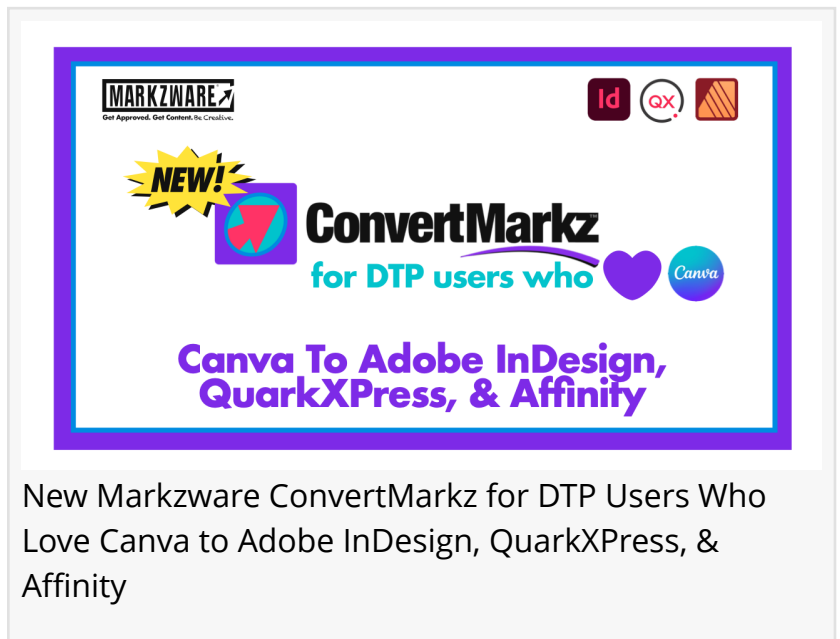 MARKZWARE
Get Approved. Get Content. Be Creative.
Id
QX
NEW!
ConvertMarkz™
for DTP users who
Canva
Canva To Adobe InDesign,
QuarkXPress, & Affinity
New Markzware ConvertMarkz for DTP Users Who
Love Canva to Adobe InDesign, QuarkXPress, &
Affinity